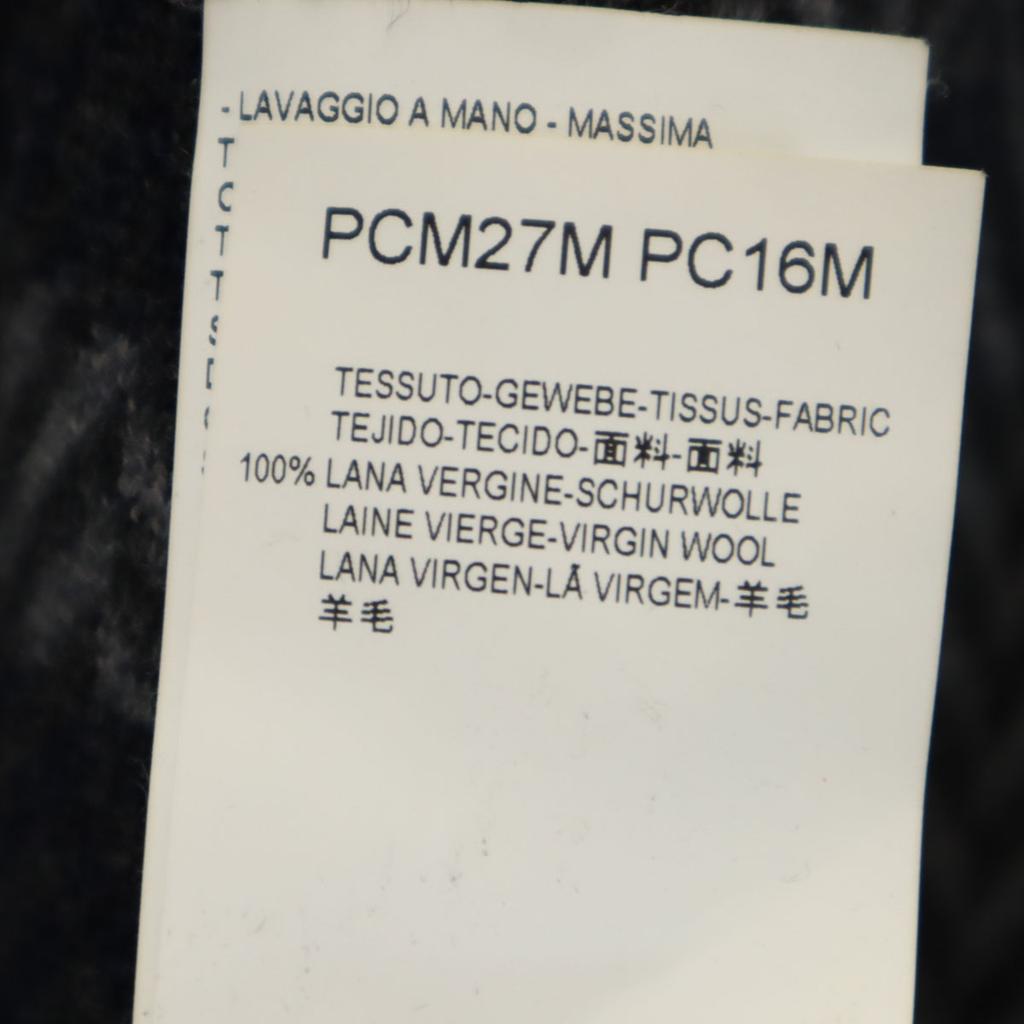 - LAVAGGIO A MANO - MASSIMA
T
C
T
T
S
PCM27M PC16M
TESSUTO-GEWEBE-TISSUS-FABRIC
TEJIDO-TECIDO-面料-面料
100% LANA VERGINE-SCHURWOLLE
LAINE VIERGE-VIRGIN WOOL
LANA VIRGEN-LÃ VIRGEM-羊毛
羊毛